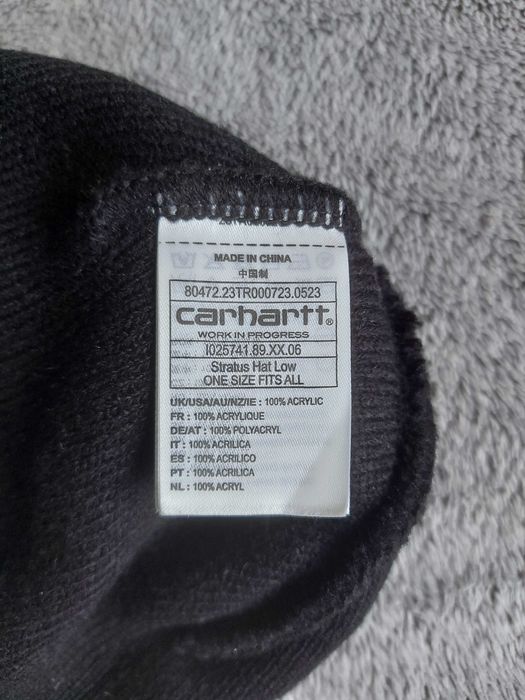 MADE IN CHINA
中国制
80472.23TR000723.0523
carhartt®
WORK IN PROGRESS
I025741.89.XX.06
Stratus Hat Low
ONE SIZE FITS ALL
UK/USA/AU/NZ/IE : 100% ACRYLIC
FR : 100% ACRYLIQUE
DE/AT : 100% POLYACRYL
IT : 100% ACRILICA
ES : 100% ACRILICO
PT : 100% ACRILICA
NL : 100% ACRYL